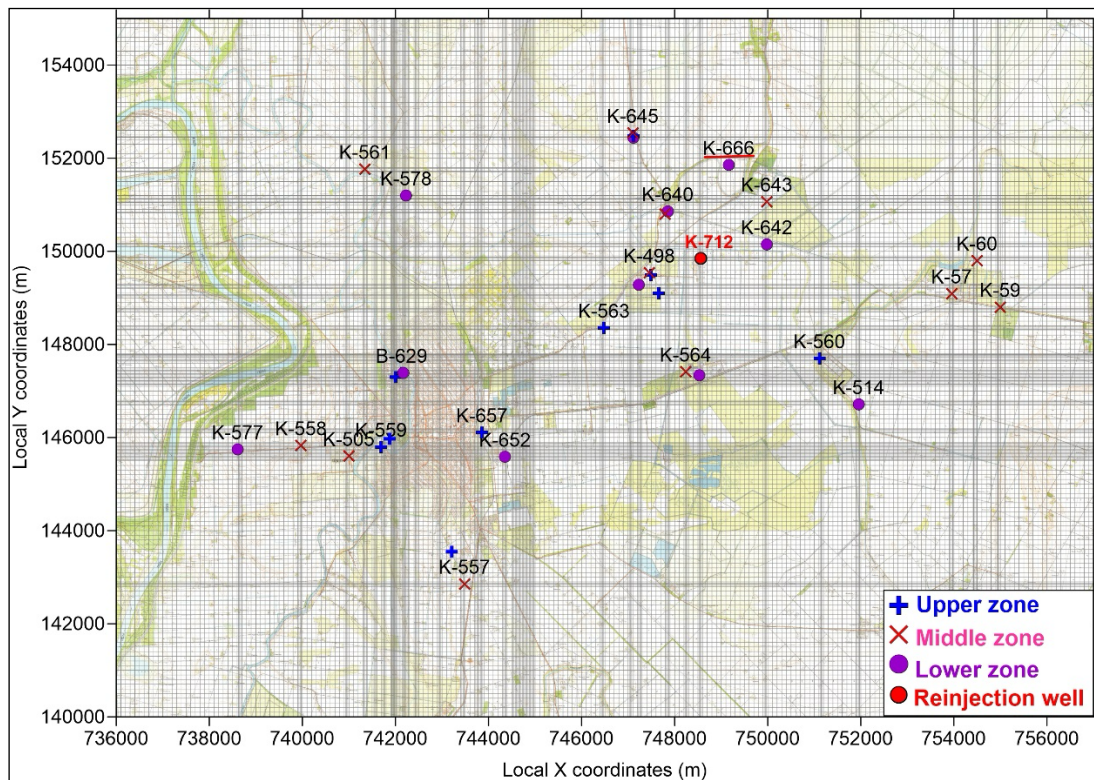 154000
152000
150000
148000
146000
144000
142000
140000
Local Y coordinates (m)
K-645
K-561
K-666
K-578
K-643
K-640
K-642
K-712
K-498
K-60
K-57
K-59
K-563
K-560
B-629
K-564
K-514
K-657
K-577
K-558
K-559
K-505
K-652
K-557
Upper zone
Middle zone
Lower zone
Reinjection well
736000 738000 740000 742000 744000 746000 748000 750000 752000 754000 756000
Local X coordinates (m)